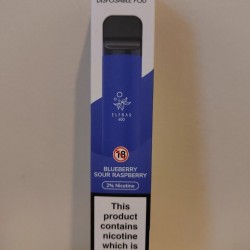 DISPOSABLE POD
ELFBAR
600
18
BLUEBERRY
SOUR RASPBERRY
2% Nicotine
This
product
contains
nicotine
which is